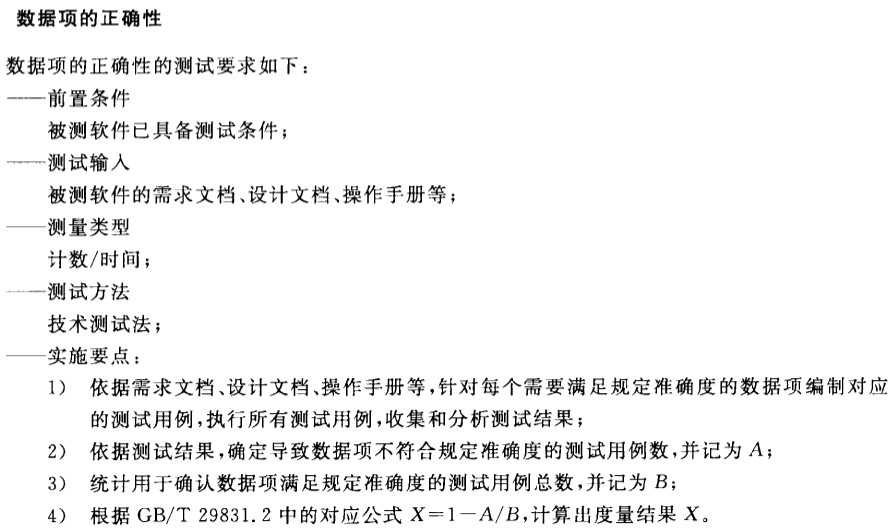 数据项的正确性
数据项的正确性的测试要求如下：
——前置条件
被测软件已具备测试条件；
——测试输入
被测软件的需求文档、设计文档、操作手册等；
——测量类型
计数/时间；
——测试方法
技术测试法；
——实施要点：
1） 依据需求文档、设计文档、操作手册等，针对每个需要满足规定准确度的数据项编制对应
的测试用例，执行所有测试用例，收集和分析测试结果；
2） 依据测试结果，确定导致数据项不符合规定准确度的测试用例数，并记为 A；
3） 统计用于确认数据项满足规定准确度的测试用例总数，并记为 B；
4） 根据 GB/T 29831.2 中的对应公式 X＝1－A/B，计算出度量结果 X。